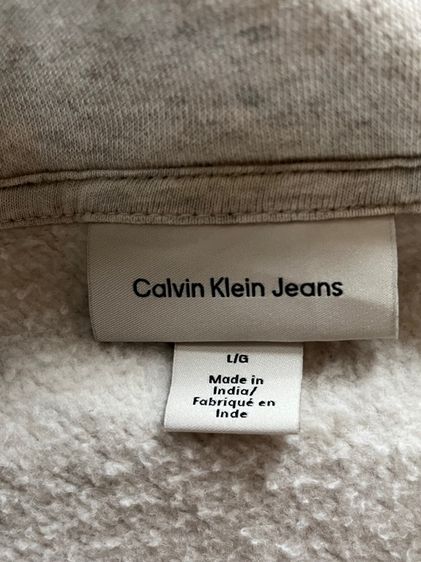 Calvin Klein Jeans
L/G
Made in
India/
Fabriqué en
Inde